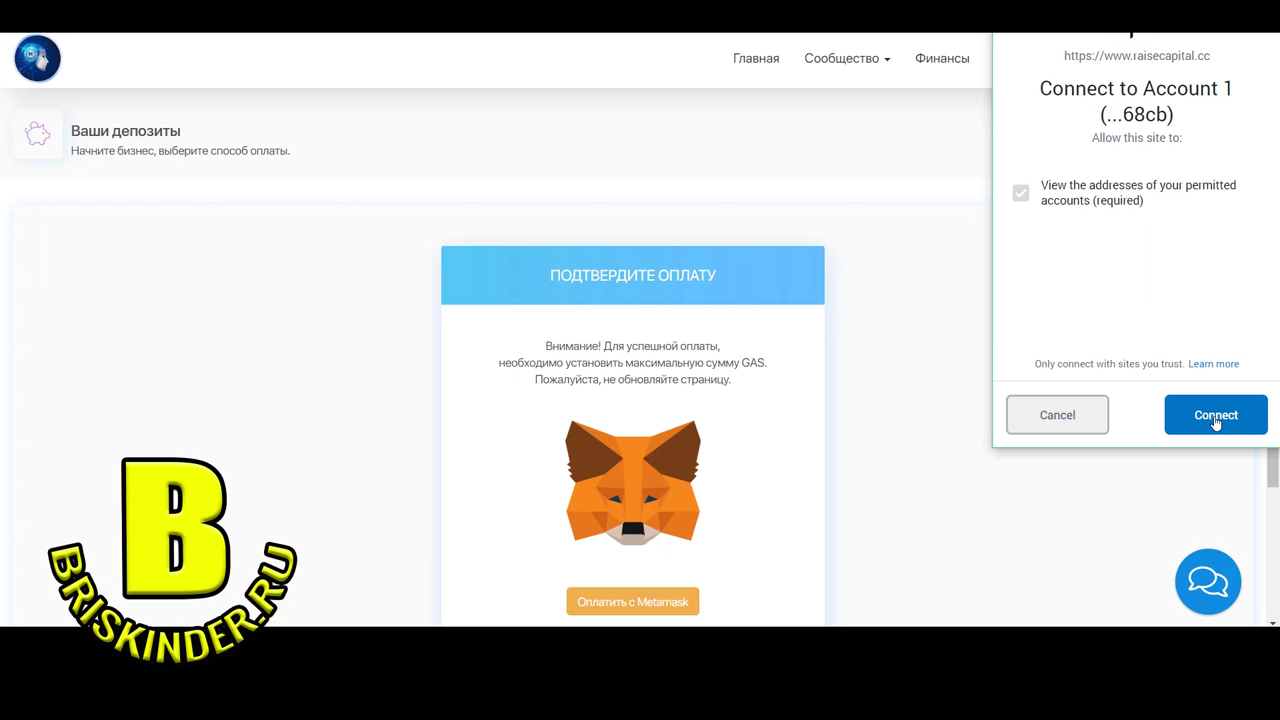 Главная
Сообщество
Финансы
Ваши депозиты
Начните бизнес, выберите способ оплаты.
ПОДТВЕРДИТЕ ОПЛАТУ
Внимание! Для успешной оплаты,
необходимо установить максимальную сумму GAS.
Пожалуйста, не обновляйте страницу.
Оплатить с Metamask
https://www.raisecapital.cc
Connect to Account 1
(...68cb)
Allow this site to:
View the addresses of your permitted
accounts (required)
Only connect with sites you trust. Learn more
Cancel
Connect
B
BRISKINDER.RU